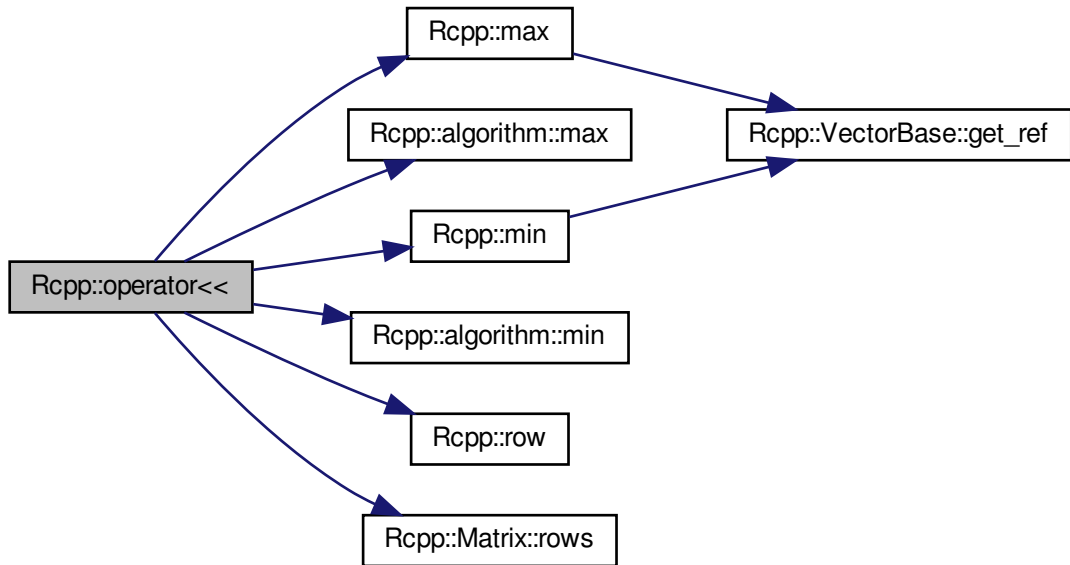 Rcpp::max
Rcpp::algorithm::max
Rcpp::VectorBase::get_ref
Rcpp::min
Rcpp::operator<<
Rcpp::algorithm::min
Rcpp::row
Rcpp::Matrix::rows